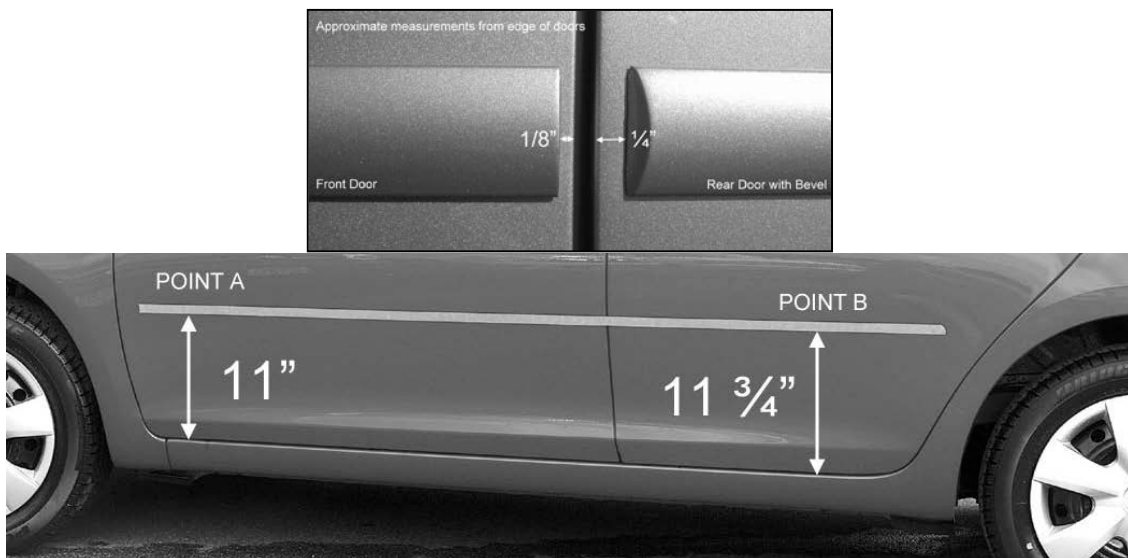 Approximate measurements from edge of doors
1/8” ¼”
Front Door Rear Door with Bevel
POINT A
POINT B
11”
11 ¾”